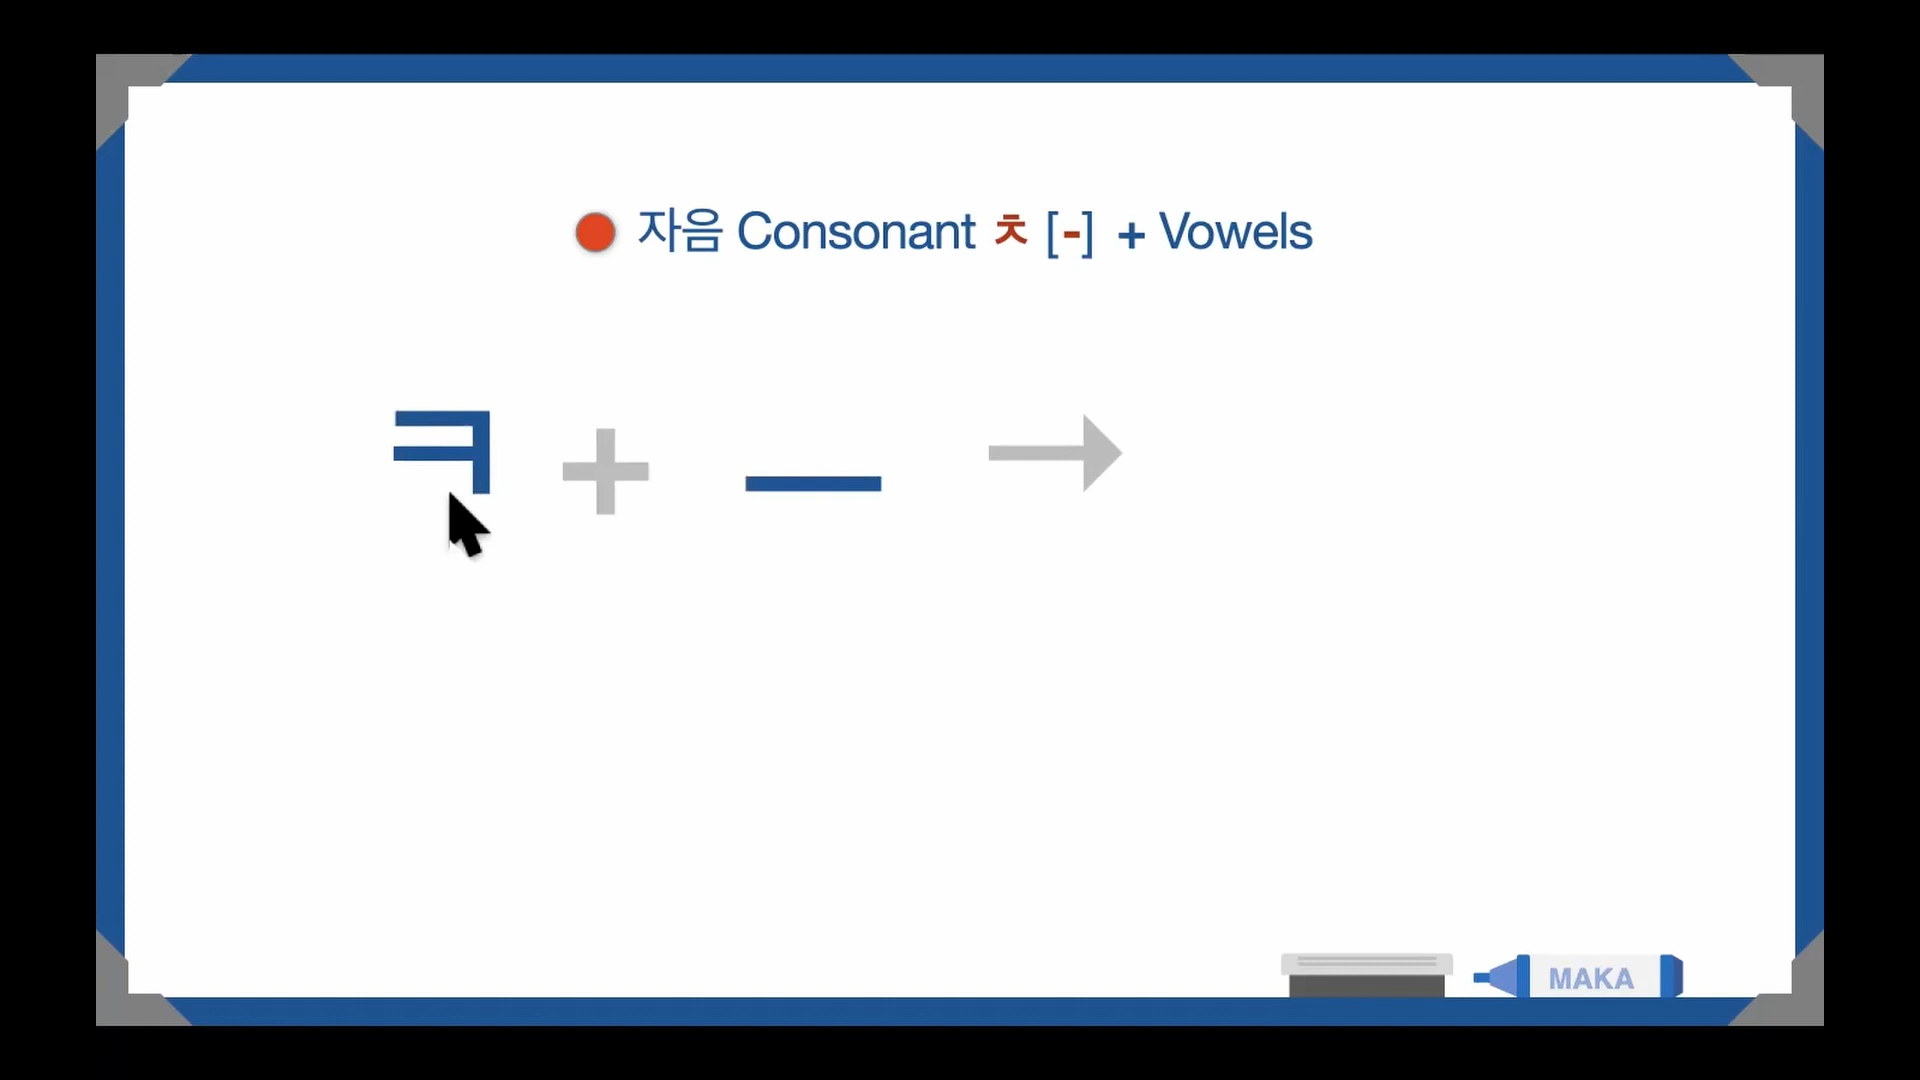 자음 Consonant ㅊ [-] + Vowels
ㅋ + ㅡ →
MAKA